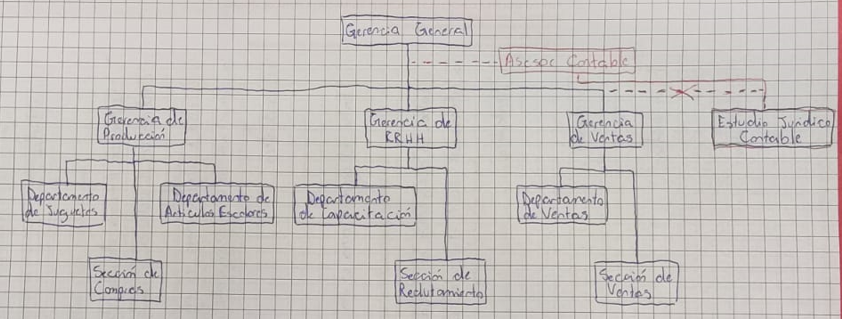 Gerencia General
Asesor Contable
Gerencia de
Producción
Gerencia de
RRHH
Gerencia
de Ventas
Estudio Jurídico
Contable
Departamento
de Juguetes
Departamento de
Artículos Escolares
Departamento
de Capacitación
Departamento
de Ventas
Sección de
Compras
Sección de
Reclutamiento
Sección de
Ventas